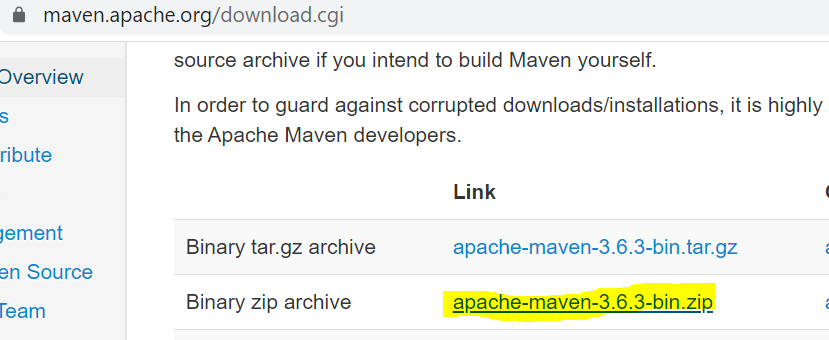 maven.apache.org/download.cgi
source archive if you intend to build Maven yourself.
Overview
In order to guard against corrupted downloads/installations, it is highly
s
the Apache Maven developers.
ribute
Link
gement
Binary tar.gz archive apache-maven-3.6.3-bin.tar.gz
en Source
Binary zip archive apache-maven-3.6.3-bin.zip
Team